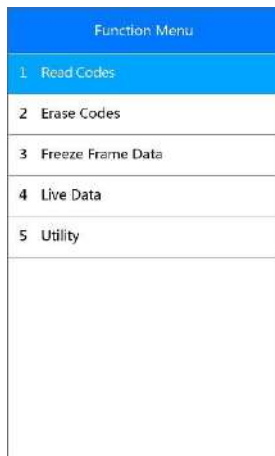 Function Menu
1 Read Codes
2 Erase Codes
3 Freeze Frame Data
4 Live Data
5 Utility